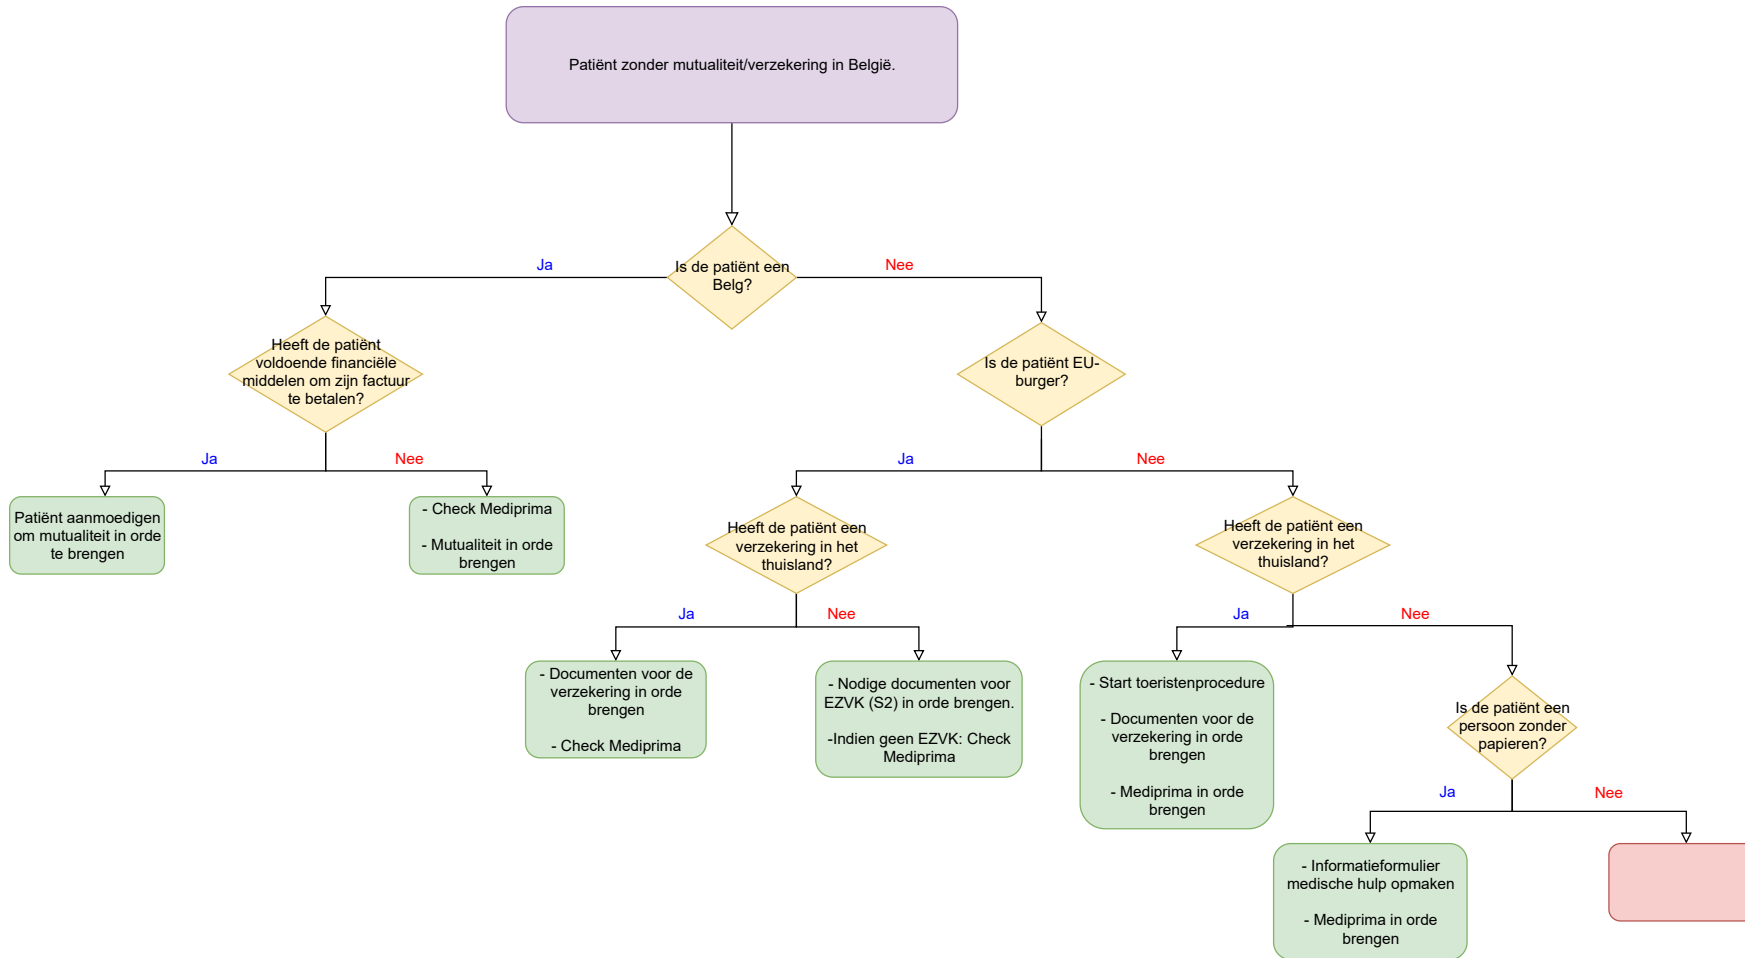 Patiënt zonder mutualiteit/verzekering in België.
Is de patiënt een
Belg?
Ja
Nee
Heeft de patiënt
voldoende financiële
middelen om zijn factuur
te betalen?
Is de patiënt EU-
burger?
Ja
Nee
Ja
Nee
Patiënt aanmoedigen
om mutualiteit in orde
te brengen
- Check Mediprima
- Mutualiteit in orde
brengen
Heeft de patiënt een
verzekering in het
thuisland?
Heeft de patiënt een
verzekering in het
thuisland?
Ja
Nee
Ja
Nee
- Documenten voor de
verzekering in orde
brengen
- Check Mediprima
- Nodige documenten voor
EZVK (S2) in orde brengen.
-Indien geen EZVK: Check
Mediprima
- Start toeristenprocedure
- Documenten voor de
verzekering in orde
brengen
- Mediprima in orde
brengen
Is de patiënt een
persoon zonder
papieren?
Ja
Nee
- Informatieformulier
medische hulp opmaken
- Mediprima in orde
brengen